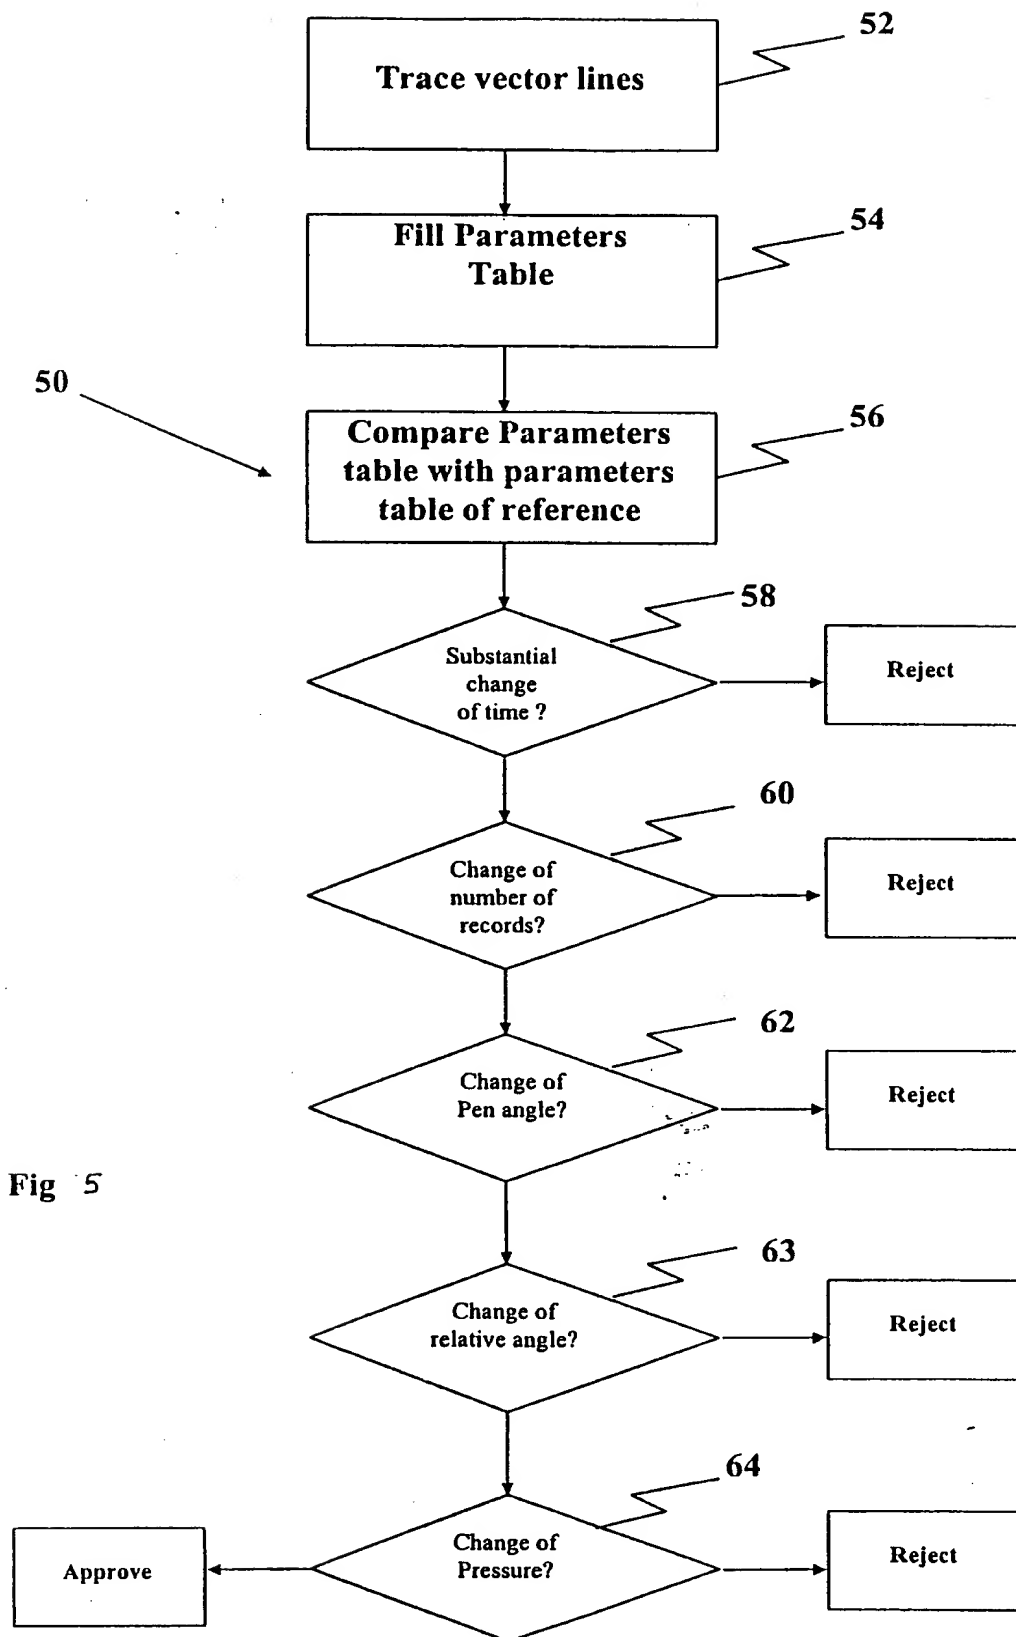 52
Trace vector lines
54
Fill Parameters
Table
50
56
Compare Parameters
table with parameters
table of reference
58
Substantial
change
of time ?
Reject
60
Change of
number of
records?
Reject
62
Change of
Pen angle?
Reject
Fig 5
63
Change of
relative angle?
Reject
64
Change of
Pressure?
Reject
Approve